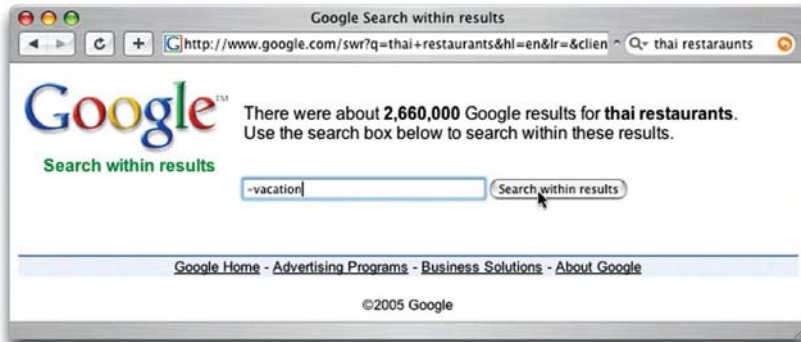 Google Search within results
http://www.google.com/swr?q=thai+restaurants&hl=en&lr=&clien
thai restaraunts
Google™
Search within results
There were about 2,660,000 Google results for thai restaurants.
Use the search box below to search within these results.
-vacation
Search within results
Google Home - Advertising Programs - Business Solutions - About Google
©2005 Google